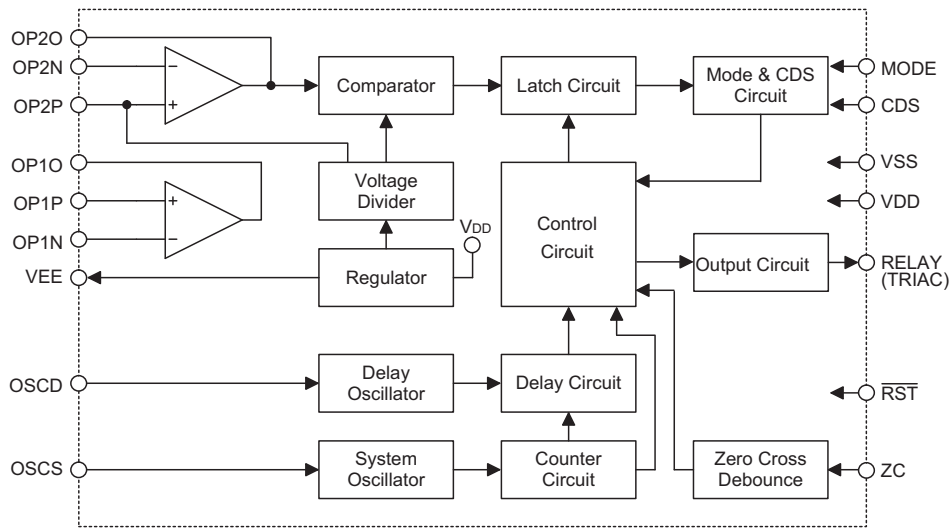 OP2O
OP2N
OP2P
OP1O
OP1P
OP1N
VEE
OSCD
OSCS
Comparator
Voltage
Divider
Regulator
VDD
Delay
Oscillator
System
Oscillator
Latch Circuit
Control
Circuit
Delay Circuit
Counter
Circuit
Mode & CDS
Circuit
Output Circuit
Zero Cross
Debounce
MODE
CDS
VSS
VDD
RELAY
(TRIAC)
RST
ZC